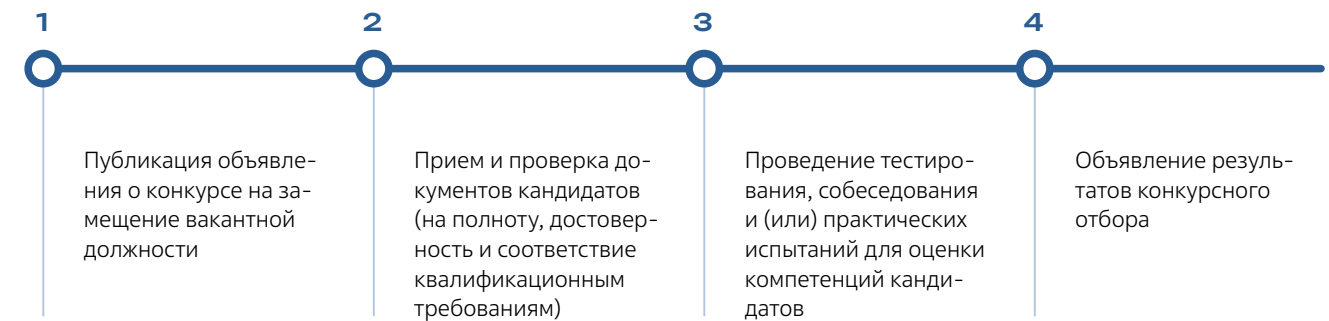 1
Публикация объявле-
ния о конкурсе на за-
мещение вакантной
должности
2
Прием и проверка до-
кументов кандидатов
(на полноту, достовер-
ность и соответствие
квалификационным
требованиям)
3
Проведение тестиро-
вания, собеседования
и (или) практических
испытаний для оценки
компетенций канди-
датов
4
Объявление резуль-
татов конкурсного
отбора